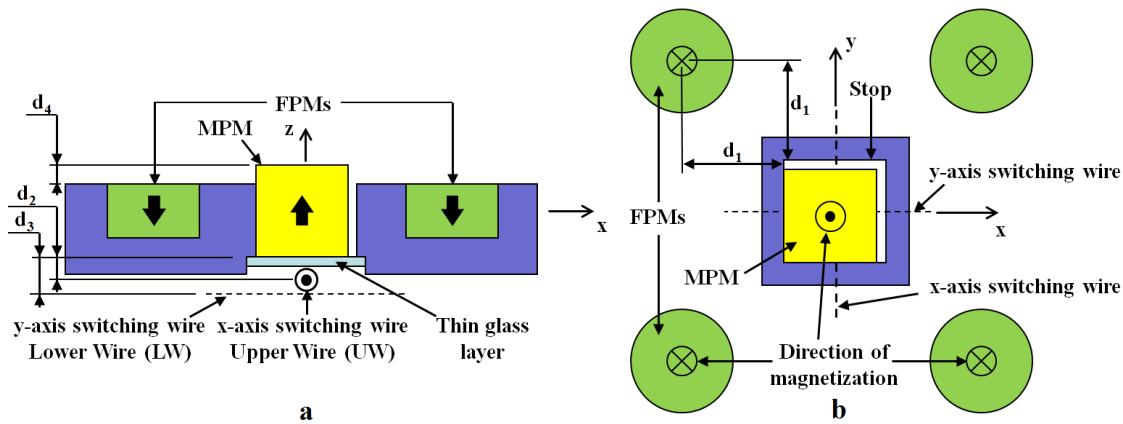 d4
FPMs
MPM
z
d2
d3
x
y-axis switching wire
Lower Wire (LW)
x-axis switching wire
Upper Wire (UW)
Thin glass
layer
a
y
Stop
d1
d1
y-axis switching wire
FPMs
x
MPM
x-axis switching wire
Direction of
magnetization
b